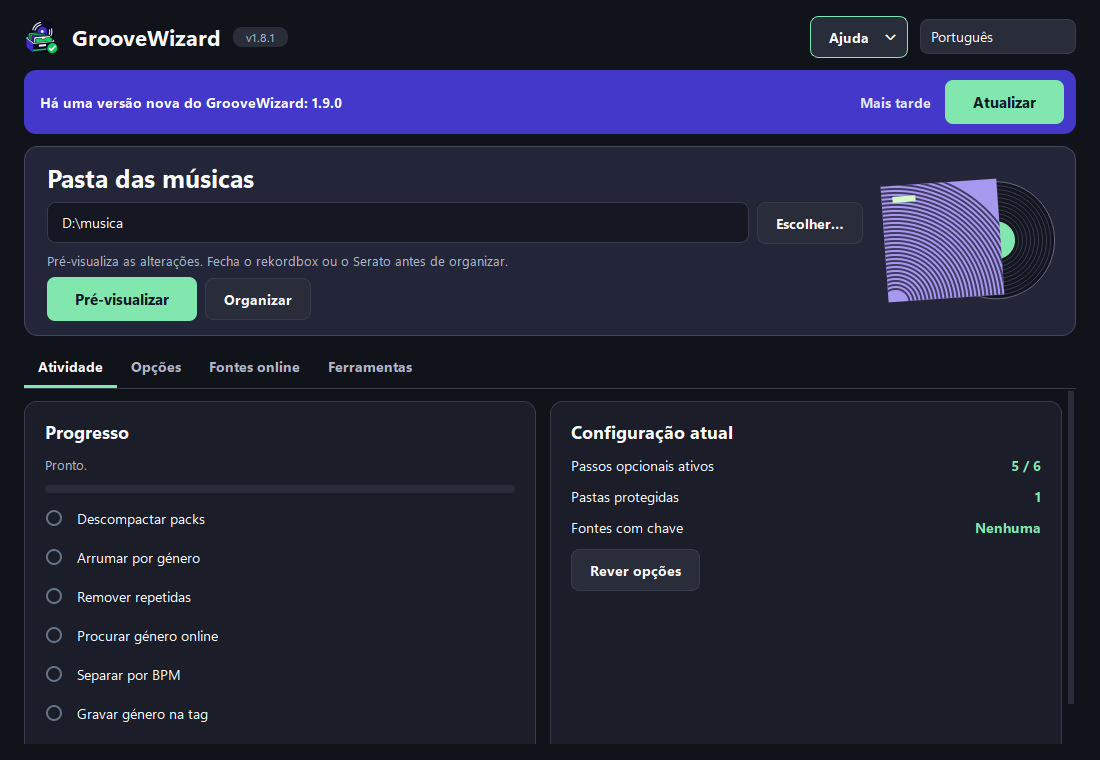 GrooveWizard v1.8.1 Ajuda Português
Há uma versão nova do GrooveWizard: 1.9.0 Mais tarde Atualizar
Pasta das músicas
D:\musica Escolher...
Pré-visualiza as alterações. Fecha o rekordbox ou o Serato antes de organizar.
Pré-visualizar Organizar
Atividade Opções Fontes online Ferramentas
Progresso
Pronto.
Descompactar packs
Arrumar por género
Remover repetidas
Procurar género online
Separar por BPM
Gravar género na tag
Configuração atual
Passos opcionais ativos 5 / 6
Pastas protegidas 1
Fontes com chave Nenhuma
Rever opções